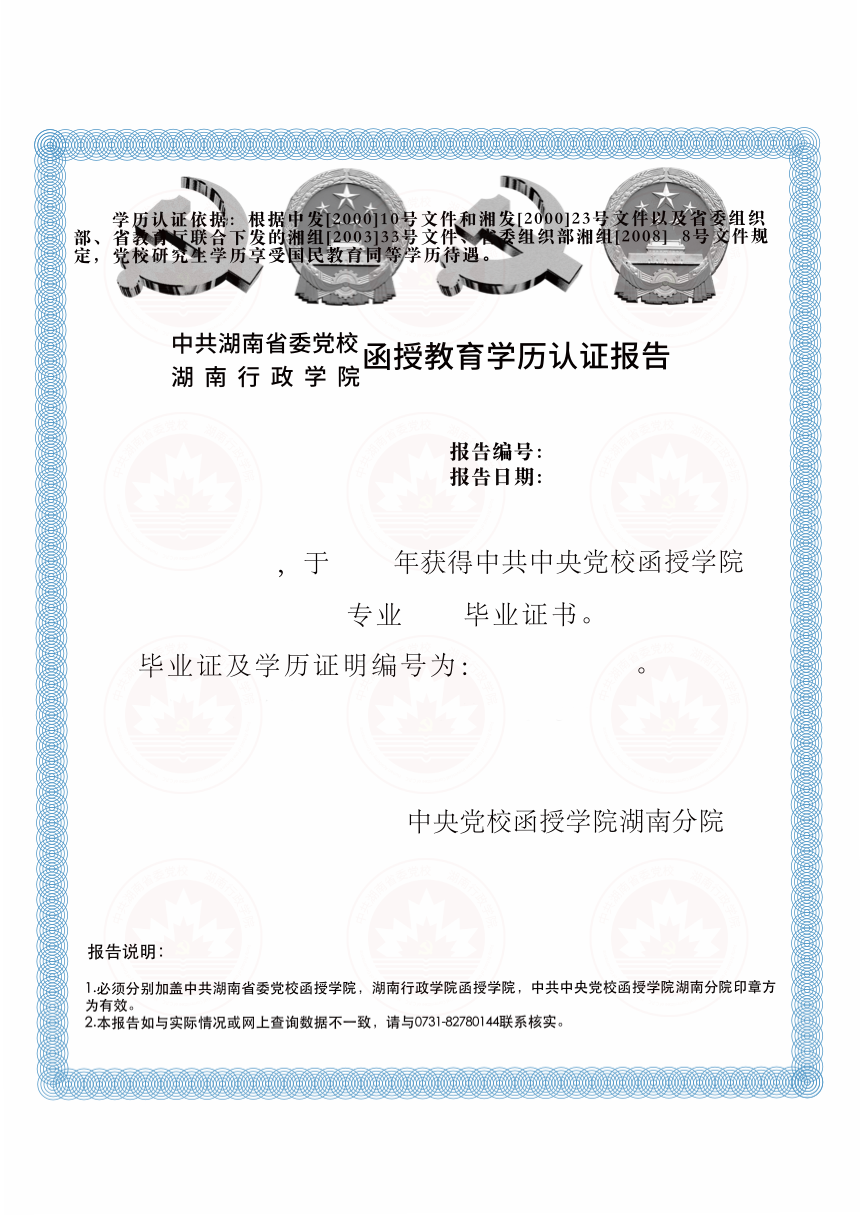 学历认证依据：根据中发[2000]10号文件和湘发[2000]23号文件以及省委组织
部、省教育厅联合下发的湘组[2003]33号文件、省委组织部湘组[2008] 8号文件规
定，党校研究生学历享受国民教育同等学历待遇。
中共湖南省委党校
湖南行政学院
函授教育学历认证报告
报告编号：
报告日期：
，于 年获得中共中央党校函授学院
专业 毕业证书。
毕业证及学历证明编号为： 。
中央党校函授学院湖南分院
报告说明：
1.必须分别加盖中共湖南省委党校函授学院，湖南行政学院函授学院，中共中央党校函授学院湖南分院印章方
为有效。
2.本报告如与实际情况或网上查询数据不一致，请与0731-82780144联系核实。